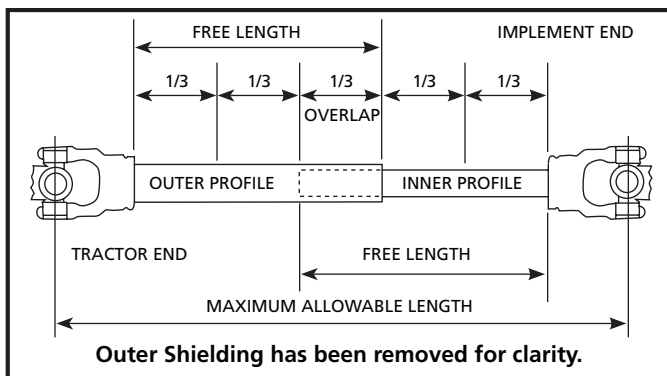 FREE LENGTH
IMPLEMENT END
1/3 1/3 1/3 1/3 1/3
OVERLAP
OUTER PROFILE
INNER PROFILE
TRACTOR END
FREE LENGTH
MAXIMUM ALLOWABLE LENGTH
Outer Shielding has been removed for clarity.